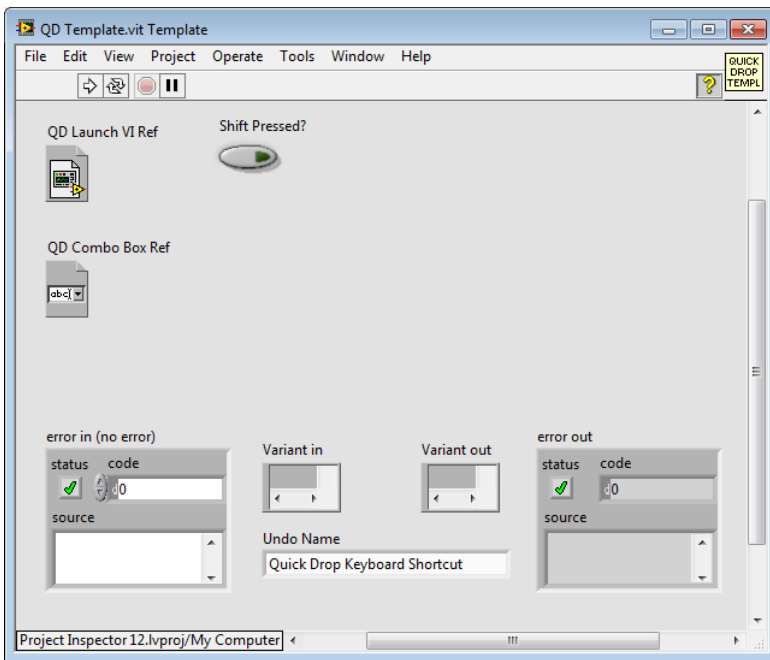 QD Template.vit Template
File Edit View Project Operate Tools Window Help
QUICK
DROP
TEMPL
QD Launch VI Ref
Shift Pressed?
QD Combo Box Ref
abc
error in (no error)
status code
0
source
Variant in
Variant out
Undo Name
Quick Drop Keyboard Shortcut
error out
status code
d0
source
Project Inspector 12.lvproj/My Computer